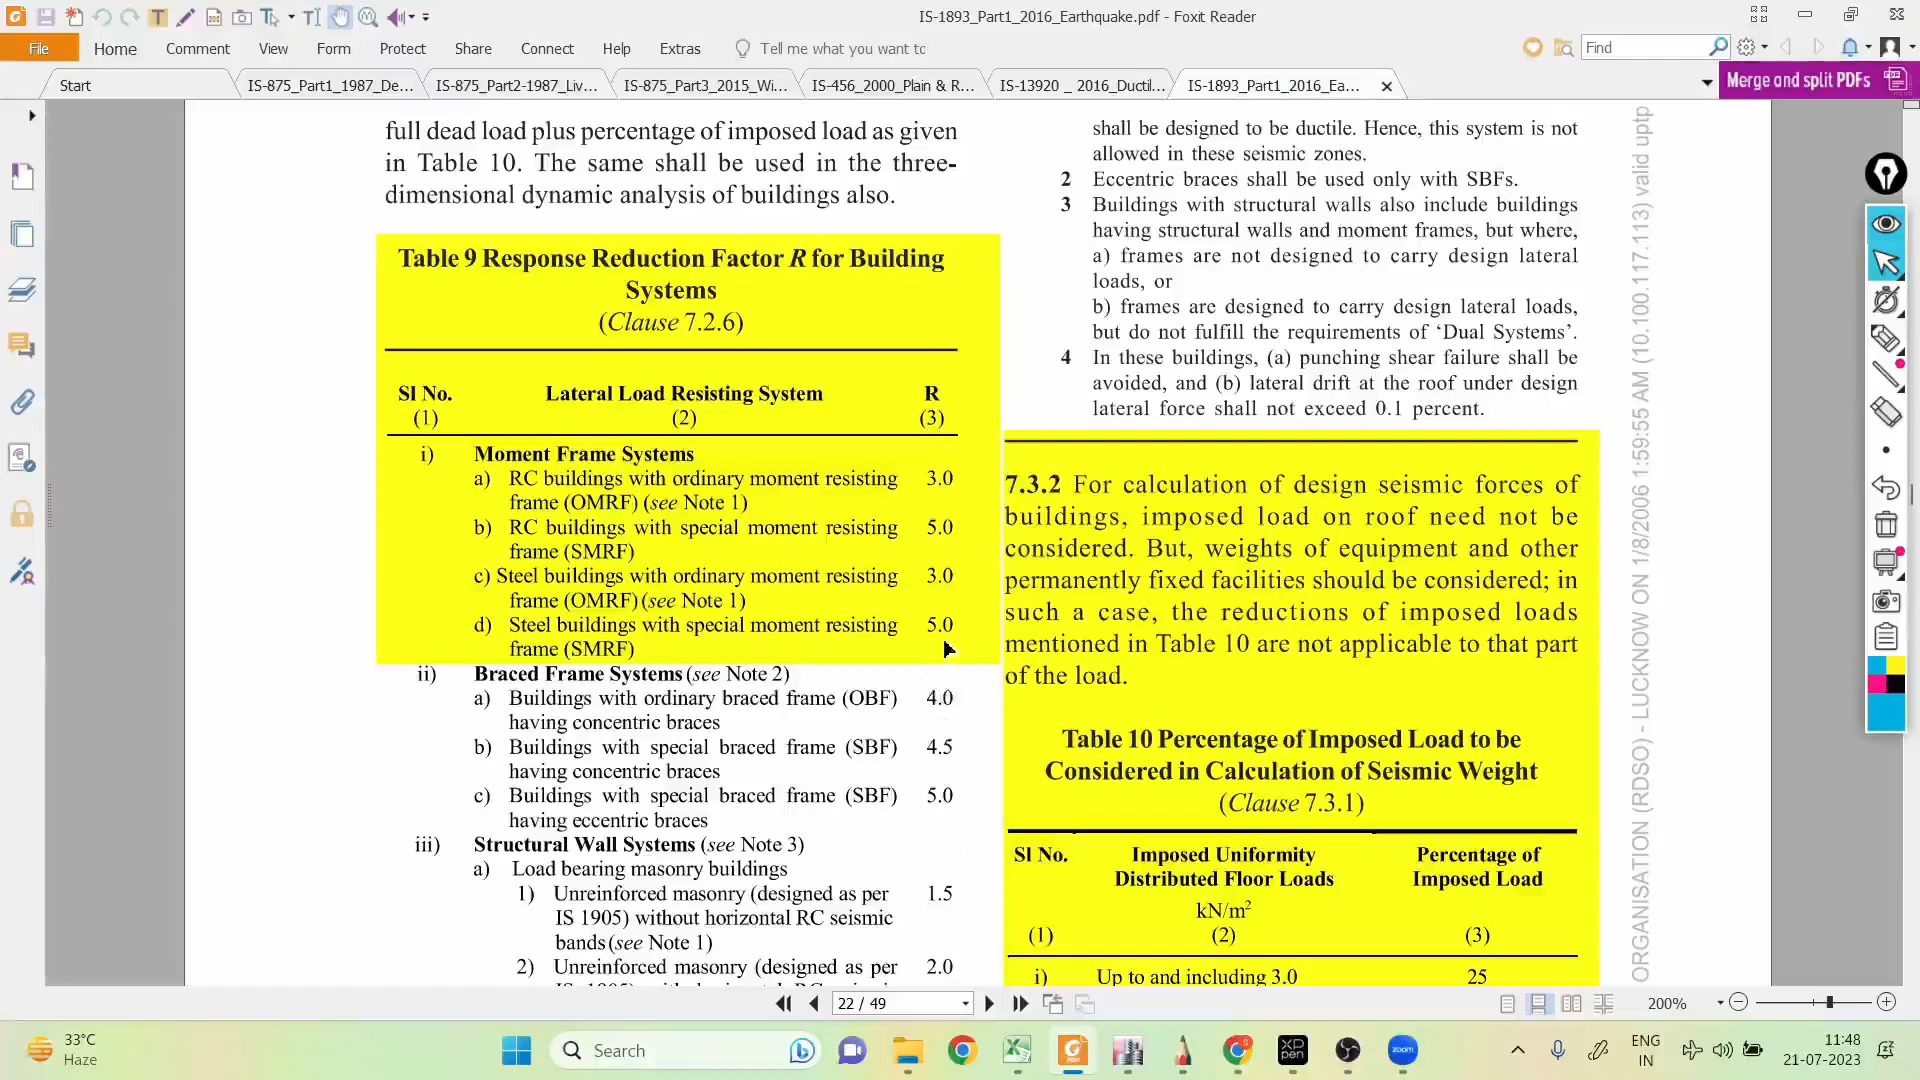 IS-1893_Part1_2016_Earthquake.pdf - Foxit Reader
File
Home
Comment
View
Form
Protect
Share
Connect
Help
Extras
Tell me what you want to
Find
Start
IS-875_Part1_1987_De...
IS-875_Part2-1987_Liv...
IS-875_Part3_2015_Wi...
IS-456_2000_Plain & R...
IS-13920 _ 2016_Ductil...
IS-1893_Part1_2016_Ea...
Merge and split PDFs
full dead load plus percentage of imposed load as given
in Table 10. The same shall be used in the three-
dimensional dynamic analysis of buildings also.
Table 9 Response Reduction Factor R for Building
Systems
(Clause 7.2.6)
Sl No. Lateral Load Resisting System R
(1) (2) (3)
i) Moment Frame Systems
a) RC buildings with ordinary moment resisting 3.0
frame (OMRF) (see Note 1)
b) RC buildings with special moment resisting 5.0
frame (SMRF)
c) Steel buildings with ordinary moment resisting 3.0
frame (OMRF) (see Note 1)
d) Steel buildings with special moment resisting 5.0
frame (SMRF)
ii) Braced Frame Systems (see Note 2)
a) Buildings with ordinary braced frame (OBF) 4.0
having concentric braces
b) Buildings with special braced frame (SBF) 4.5
having concentric braces
c) Buildings with special braced frame (SBF) 5.0
having eccentric braces
iii) Structural Wall Systems (see Note 3)
a) Load bearing masonry buildings
1) Unreinforced masonry (designed as per 1.5
IS 1905) without horizontal RC seismic
bands (see Note 1)
2) Unreinforced masonry (designed as per 2.0
shall be designed to be ductile. Hence, this system is not
allowed in these seismic zones.
2 Eccentric braces shall be used only with SBFs.
3 Buildings with structural walls also include buildings
having structural walls and moment frames, but where,
a) frames are not designed to carry design lateral
loads, or
b) frames are designed to carry design lateral loads,
but do not fulfill the requirements of ‘Dual Systems’.
4 In these buildings, (a) punching shear failure shall be
avoided, and (b) lateral drift at the roof under design
lateral force shall not exceed 0.1 percent.
7.3.2 For calculation of design seismic forces of
buildings, imposed load on roof need not be
considered. But, weights of equipment and other
permanently fixed facilities should be considered; in
such a case, the reductions of imposed loads
mentioned in Table 10 are not applicable to that part
of the load.
Table 10 Percentage of Imposed Load to be
Considered in Calculation of Seismic Weight
(Clause 7.3.1)
Sl No. Imposed Uniformity Percentage of
Distributed Floor Loads Imposed Load
kN/m²
(1) (2) (3)
i) Up to and including 3.0 25
ORGANISATION (RDSO) - LUCKNOW ON 1/8/2006 1:59:55 AM (10.100.117.113) valid uptp
22 / 49
200%
33°C
Haze
Search
XP
pen
zoom
ENG
IN
11:48
21-07-2023